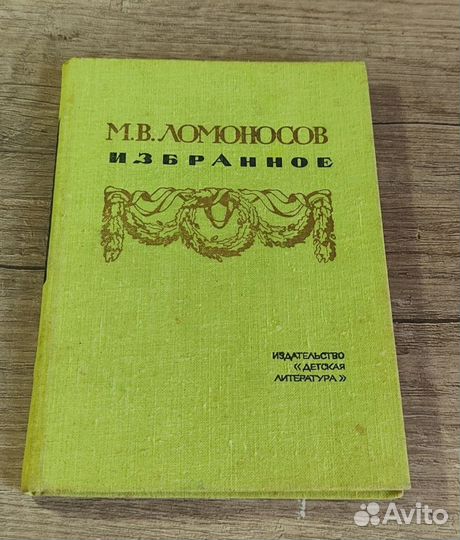 М.В.ЛОМОНОСОВ
ИЗБРАННОЕ
ИЗДАТЕЛЬСТВО
«ДЕТСКАЯ
ЛИТЕРАТУРА»
Avito